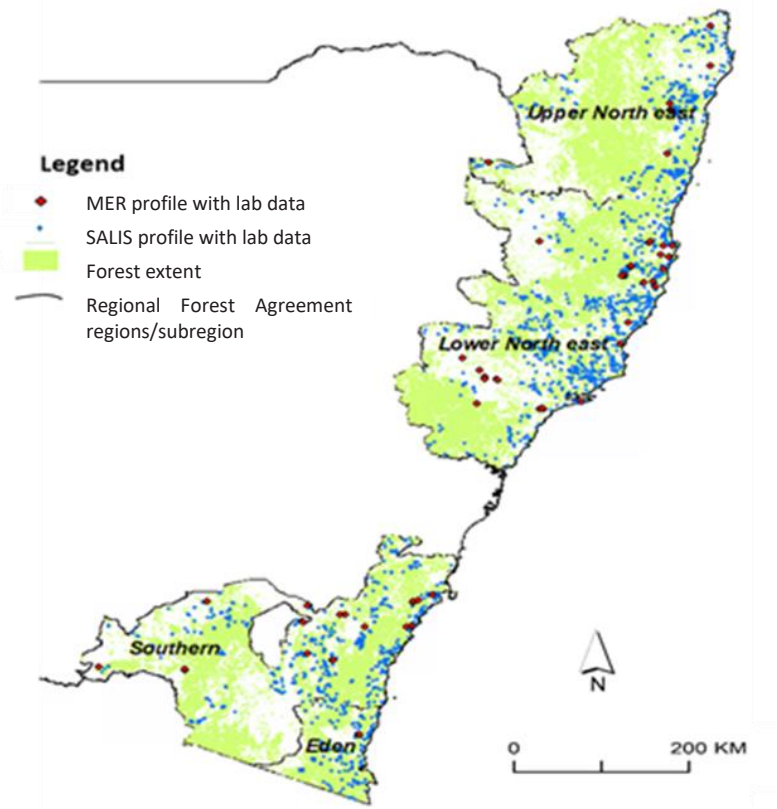 Upper North east
Legend
MER profile with lab data
SALIS profile with lab data
Forest extent
Regional Forest Agreement
regions/subregion
Lower North east
Southern
Eden
N
0 200 KM